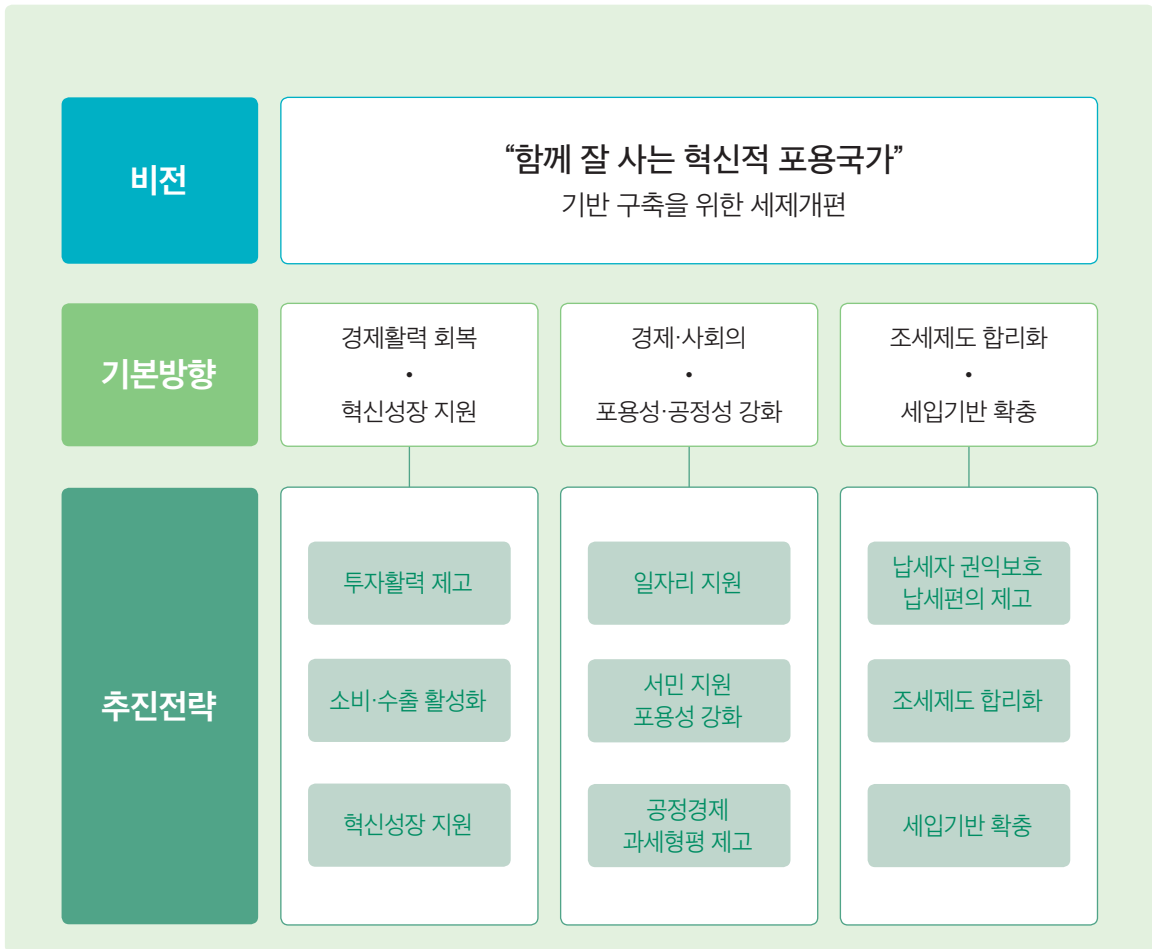 비전
“함께 잘 사는 혁신적 포용국가”
기반 구축을 위한 세제개편
기본방향
경제활력 회복
·
혁신성장 지원
경제·사회의
·
포용성·공정성 강화
조세제도 합리화
·
세입기반 확충
추진전략
투자활력 제고
소비·수출 활성화
혁신성장 지원
일자리 지원
서민 지원
포용성 강화
공정경제
과세형평 제고
납세자 권익보호
납세편의 제고
조세제도 합리화
세입기반 확충